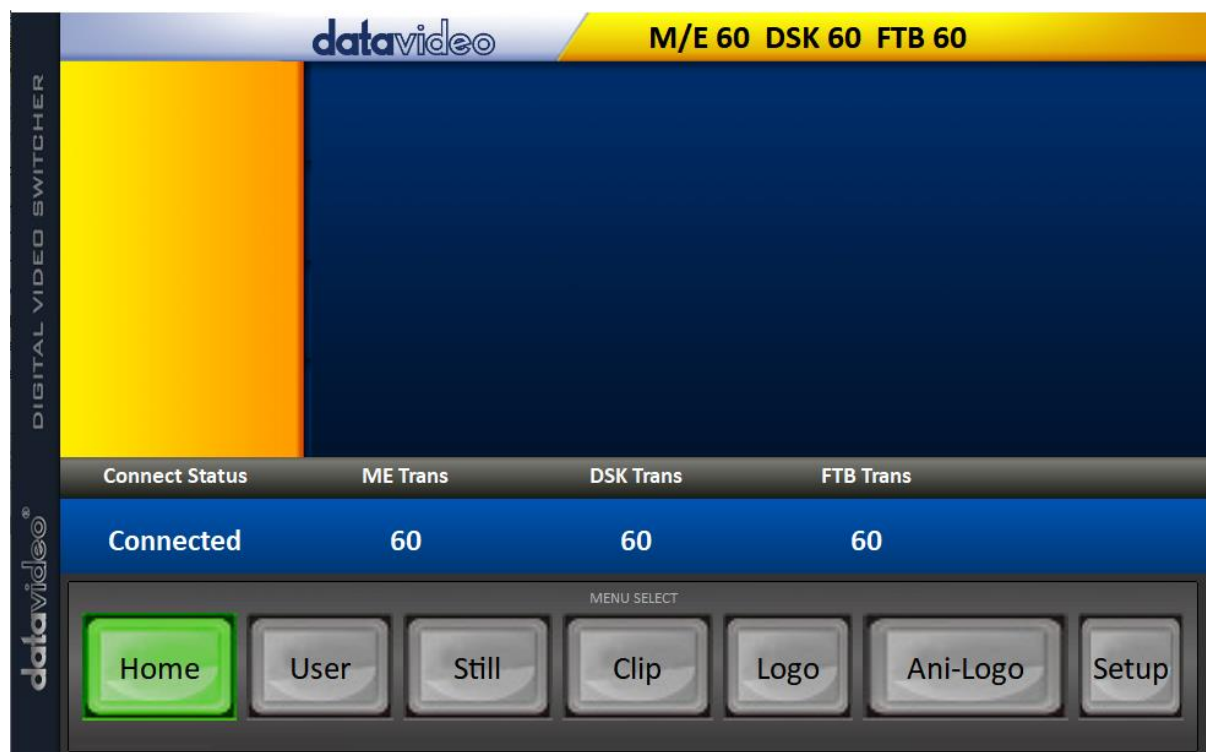 datavideo M/E 60 DSK 60 FTB 60
DIGITAL VIDEO SWITCHER
datavideo®
Connect Status ME Trans DSK Trans FTB Trans
Connected 60 60 60
MENU SELECT
Home User Still Clip Logo Ani-Logo Setup